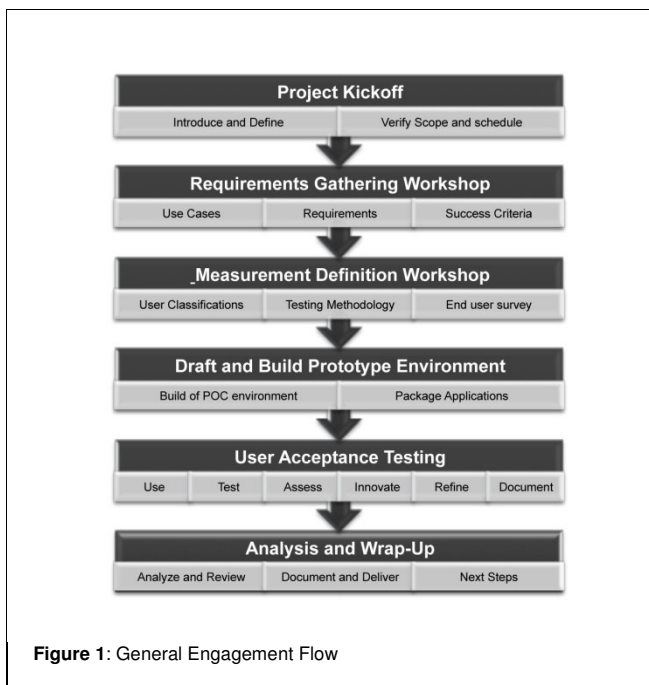 Project Kickoff
Introduce and Define Verify Scope and schedule
Requirements Gathering Workshop
Use Cases Requirements Success Criteria
_Measurement Definition Workshop
User Classifications Testing Methodology End user survey
Draft and Build Prototype Environment
Build of POC environment Package Applications
User Acceptance Testing
Use Test Assess Innovate Refine Document
Analysis and Wrap-Up
Analyze and Review Document and Deliver Next Steps
Figure 1: General Engagement Flow